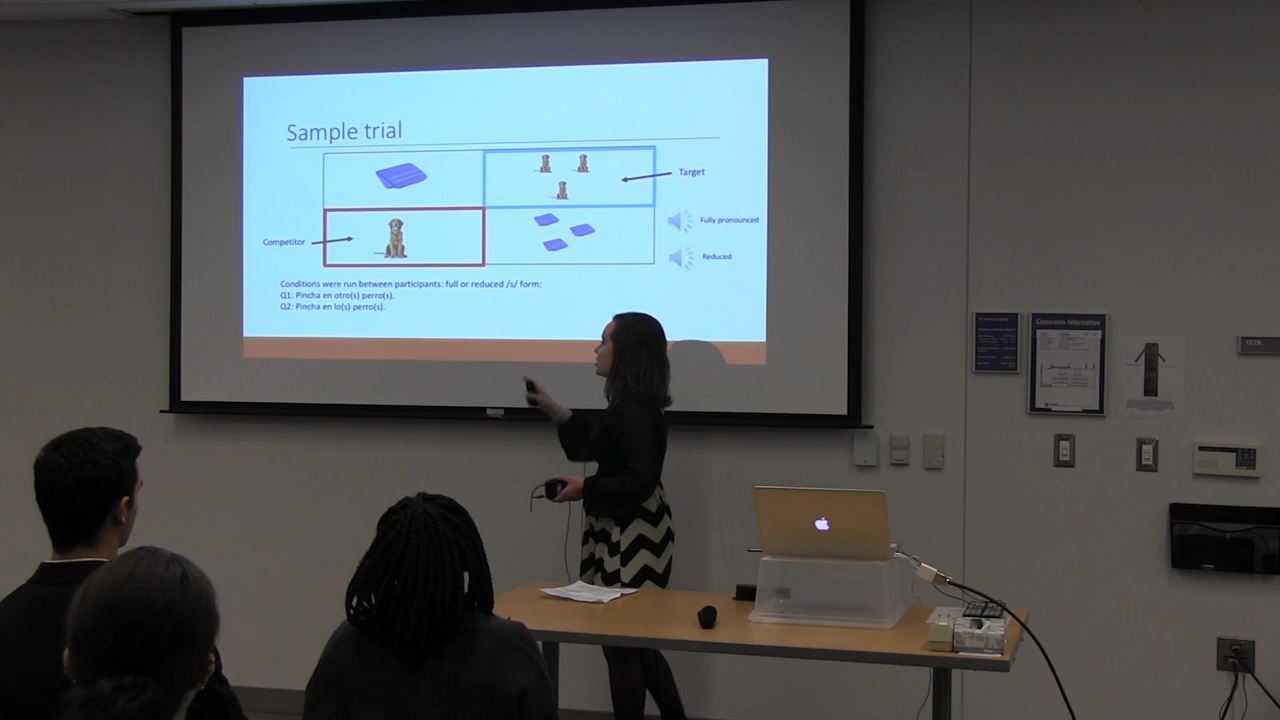 Sample trial
Target
Fully pronounced
Competitor
Reduced
Conditions were run between participants: full or reduced /s/ form:
Q1: Pincha en otro(s) perro(s).
Q2: Pincha en lo(s) perro(s).
Classroom Information
127A